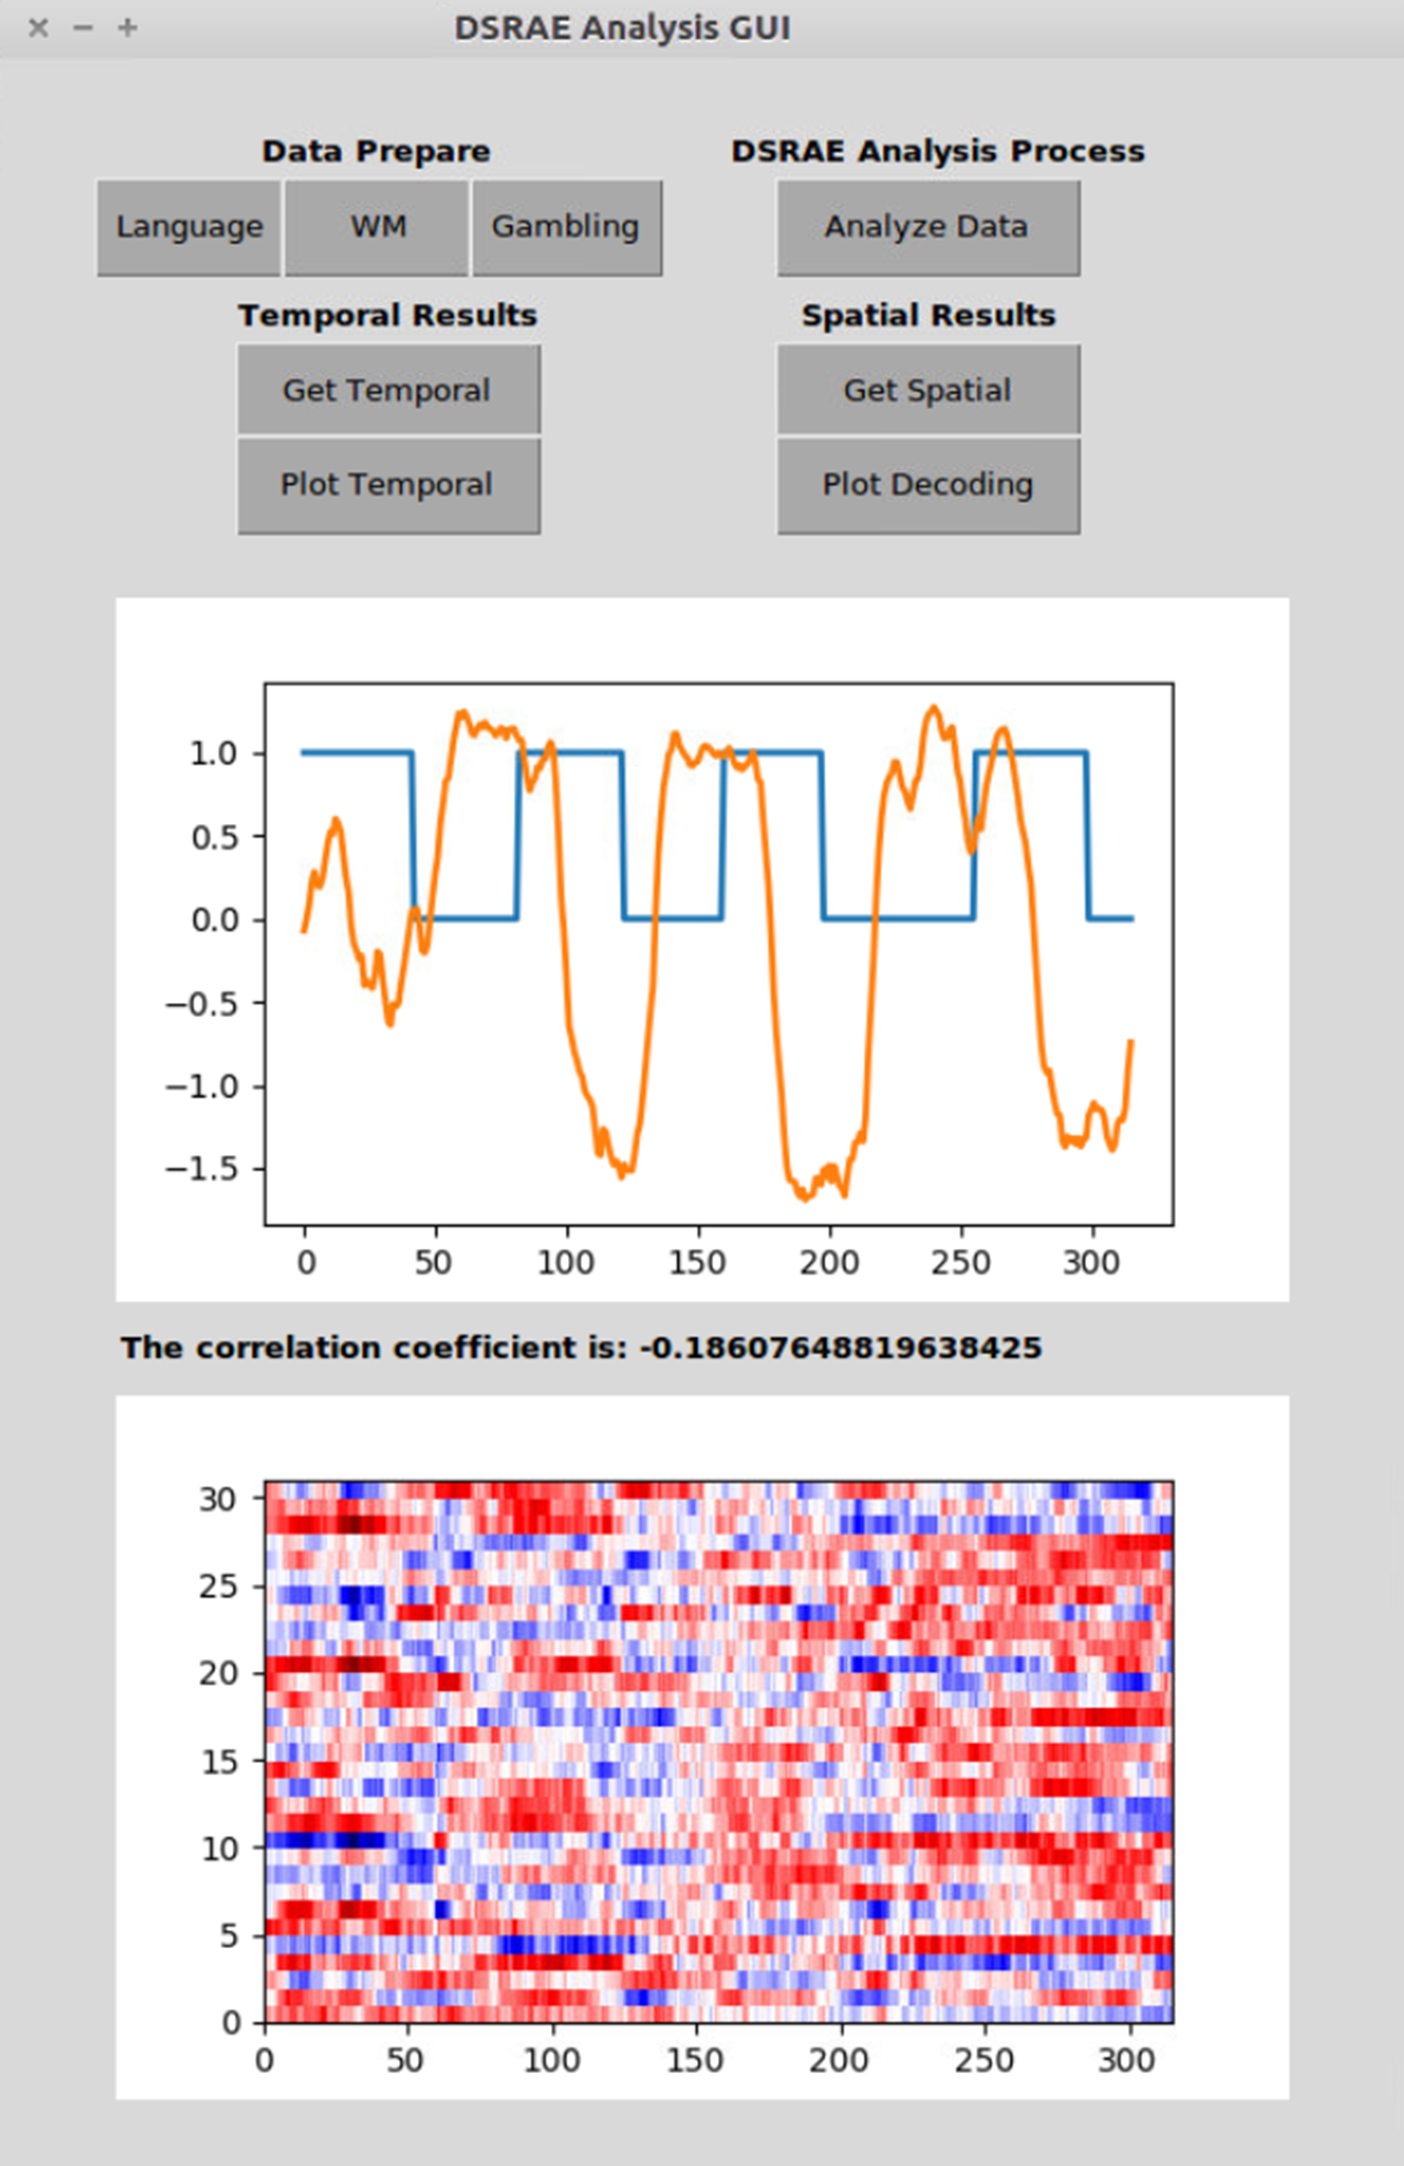 × − + DSRAE Analysis GUI
Data Prepare DSRAE Analysis Process
Language WM Gambling Analyze Data
Temporal Results Spatial Results
Get Temporal Get Spatial
Plot Temporal Plot Decoding
1.0
0.5
0.0
−0.5
−1.0
−1.5
0 50 100 150 200 250 300
The correlation coefficient is: -0.18607648819638425
30
25
20
15
10
5
0
0 50 100 150 200 250 300